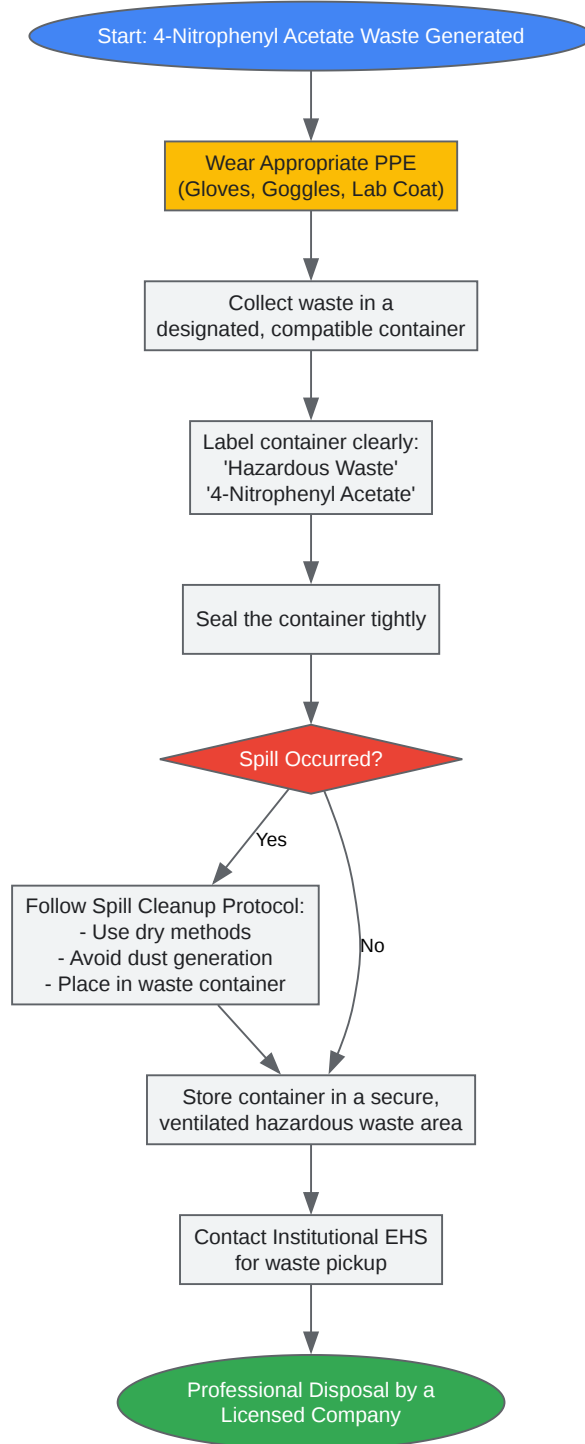 Start: 4-Nitrophenyl Acetate Waste Generated
Wear Appropriate PPE
(Gloves, Goggles, Lab Coat)
Collect waste in a
designated, compatible container
Label container clearly:
'Hazardous Waste'
'4-Nitrophenyl Acetate'
Seal the container tightly
Spill Occurred?
Yes
Follow Spill Cleanup Protocol:
- Use dry methods
- Avoid dust generation
- Place in waste container
No
Store container in a secure,
ventilated hazardous waste area
Contact Institutional EHS
for waste pickup
Professional Disposal by a
Licensed Company